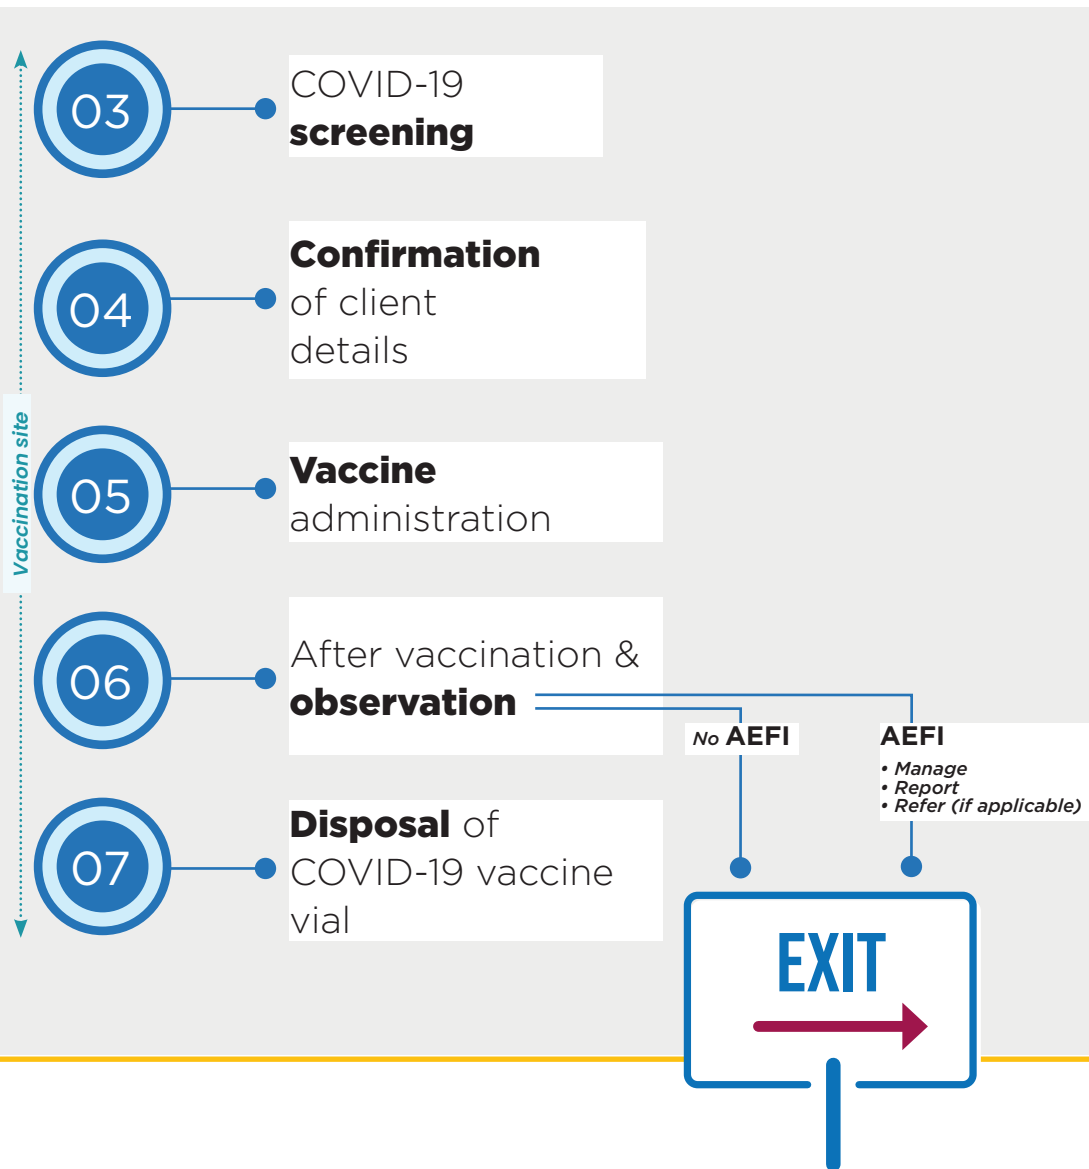 03
COVID-19
screening
04
Confirmation
of client
details
Vaccination site
05
Vaccine
administration
06
After vaccination &
observation
No AEFI
AEFI
• Manage
• Report
• Refer (if applicable)
07
Disposal of
COVID-19 vaccine
vial
EXIT